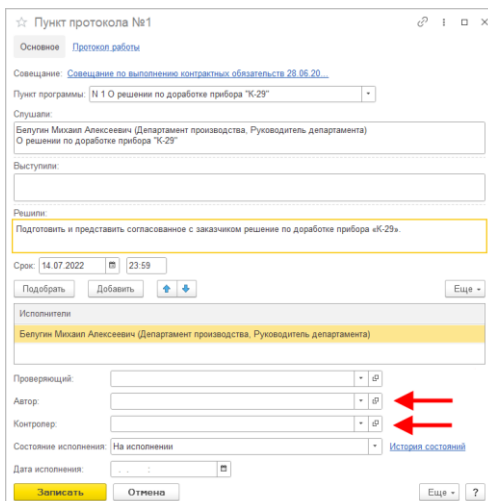 Пункт протокола №1
Основное Протокол работы
Совещание: Совещание по выполнению контрактных обязательств 28.06.20...
Пункт программы: N 1 О решении по доработке прибора "К-29"
Слушали:
Белугин Михаил Алексеевич (Департамент производства, Руководитель департамента)
О решении по доработке прибора "К-29"
Выступили:
Решили:
Подготовить и представить согласованное с заказчиком решение по доработке прибора «К-29».
Срок: 14.07.2022 23:59
Подобрать Добавить Еще
Исполнители
Белугин Михаил Алексеевич (Департамент производства, Руководитель департамента)
Проверяющий:
Автор:
Контролер:
Состояние исполнения: На исполнении История состояний
Дата исполнения: . . :
Записать Отмена Еще ?